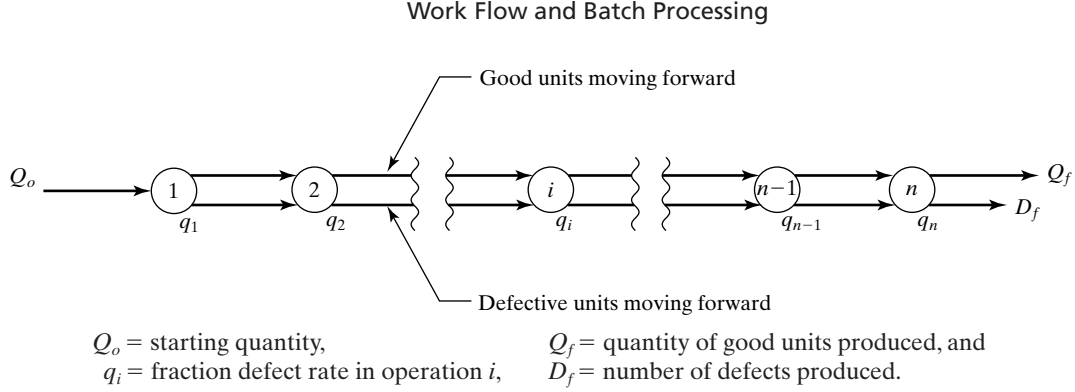 Work Flow and Batch Processing
Good units moving forward
Q_o
1
2
i
n−1
n
Q_f
D_f
q_1
q_2
q_i
q_{n−1}
q_n
Defective units moving forward
Q_o = starting quantity,
q_i = fraction defect rate in operation i,
Q_f = quantity of good units produced, and
D_f = number of defects produced.